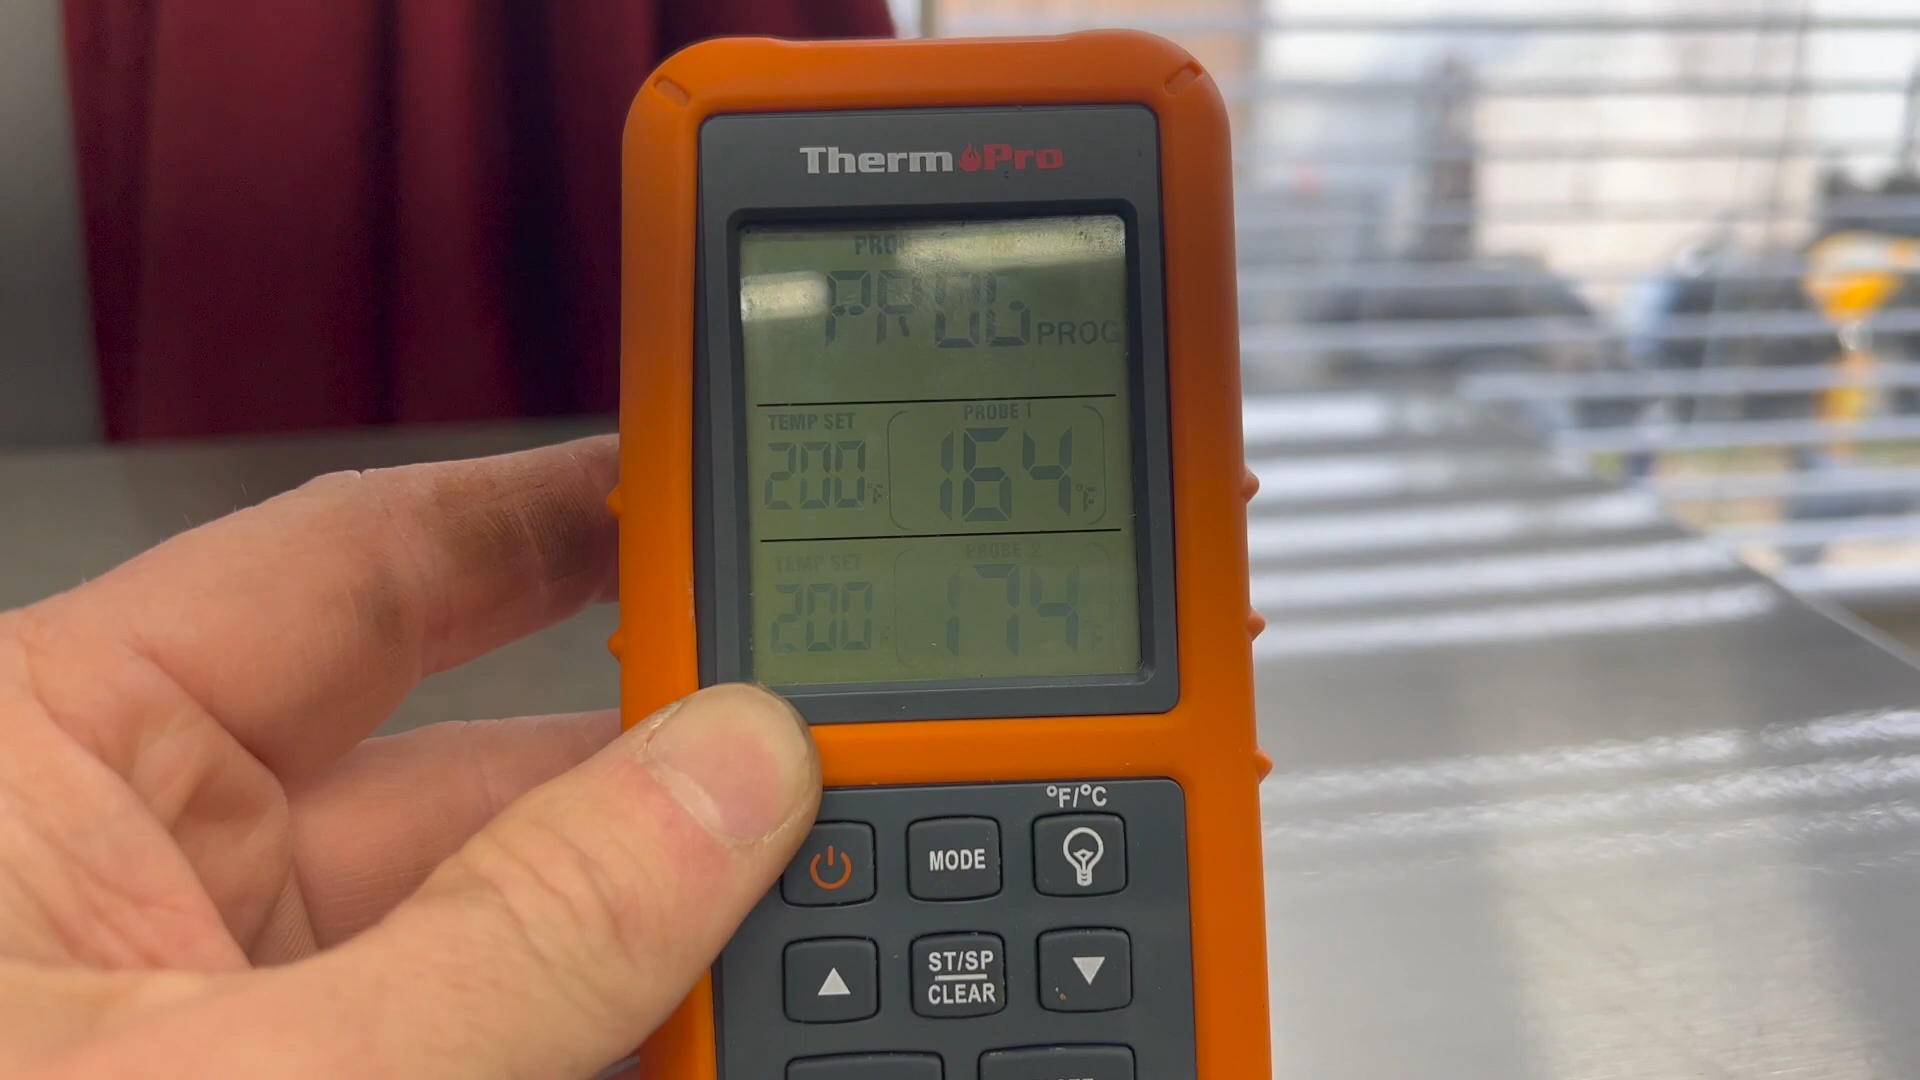 ThermoPro
PROG
PROG
TEMP SET
PROBE 1
200°F
164°F
TEMP SET
PROBE 2
200°F
174°F
°F/°C
MODE
ST/SP
CLEAR